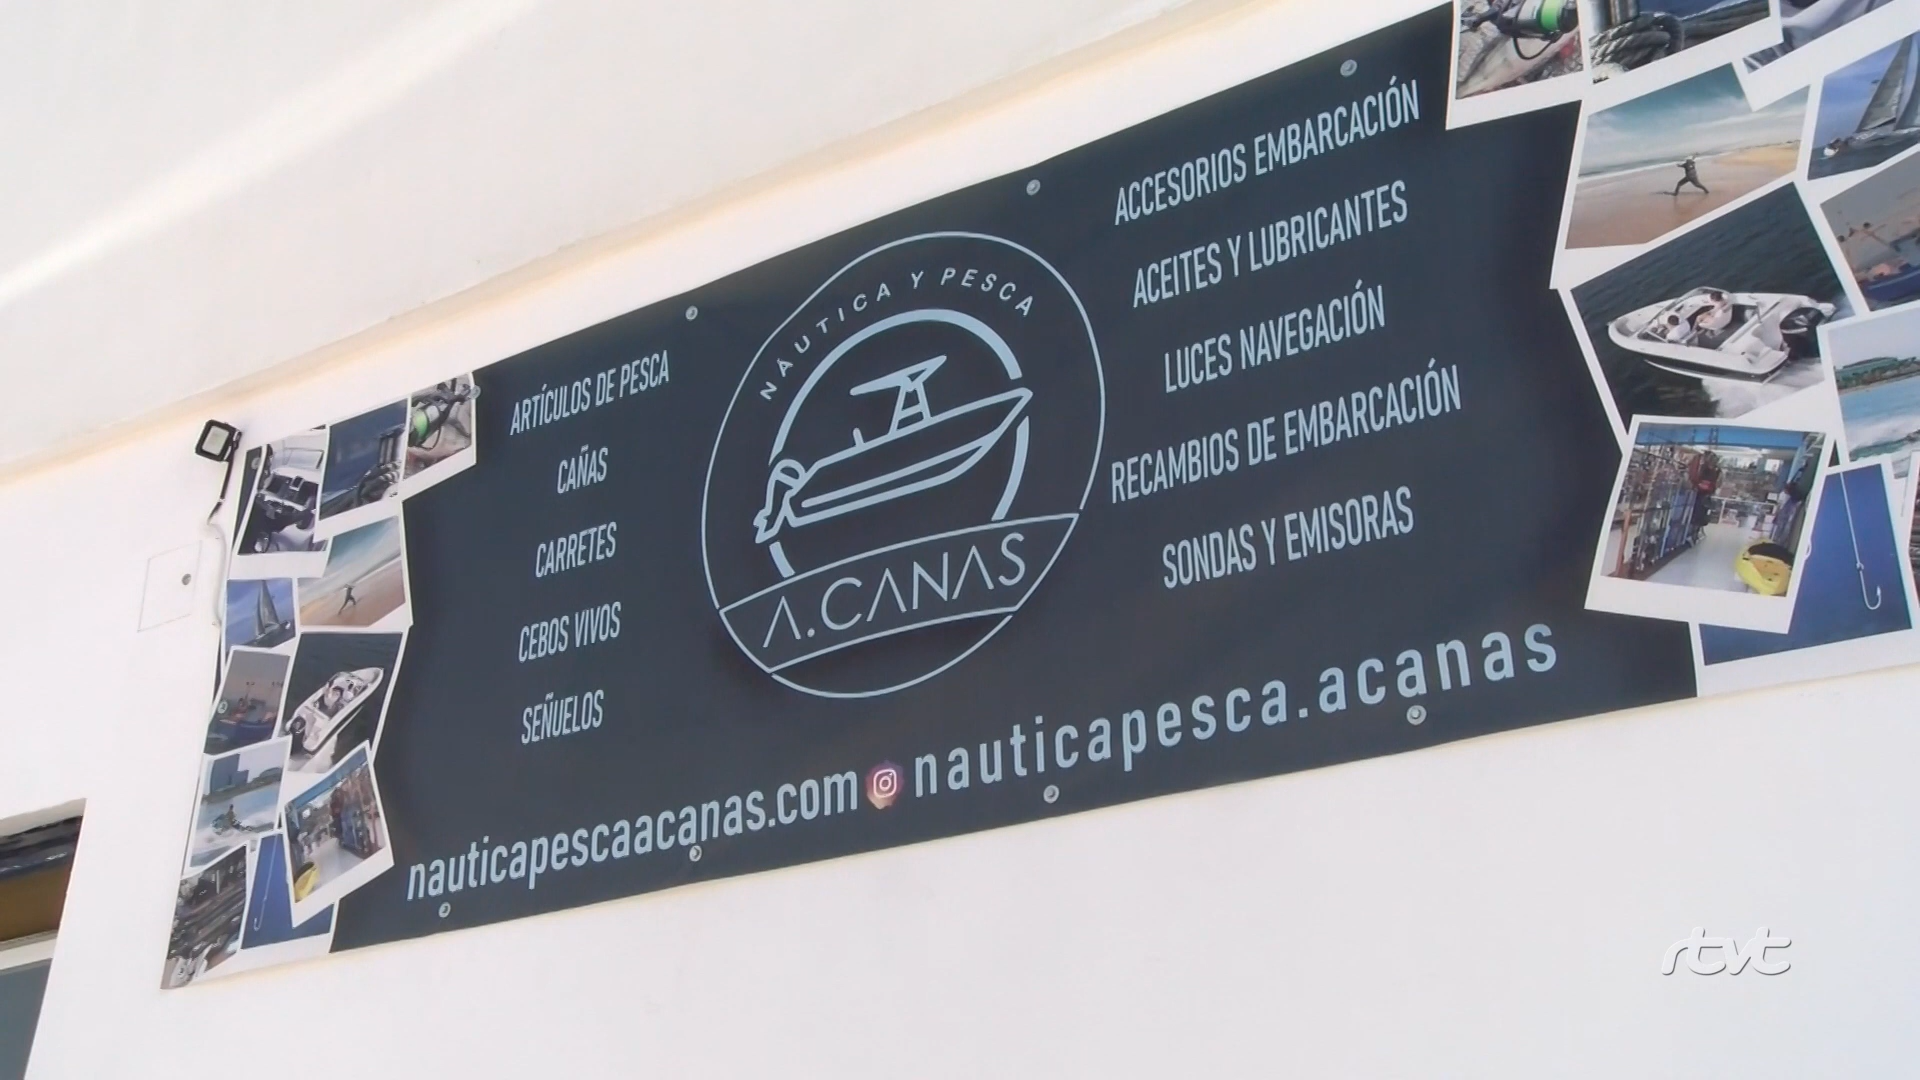 ARTÍCULOS DE PESCA
CAÑAS
CARRETES
CEBOS VIVOS
SEÑUELOS
NÁUTICA Y PESCA
A.CANAS
ACCESORIOS EMBARCACIÓN
ACEITES Y LUBRICANTES
LUCES NAVEGACIÓN
RECAMBIOS DE EMBARCACIÓN
SONDAS Y EMISORAS
nauticapescaacanas.com nauticapesca.acanas
rtvt